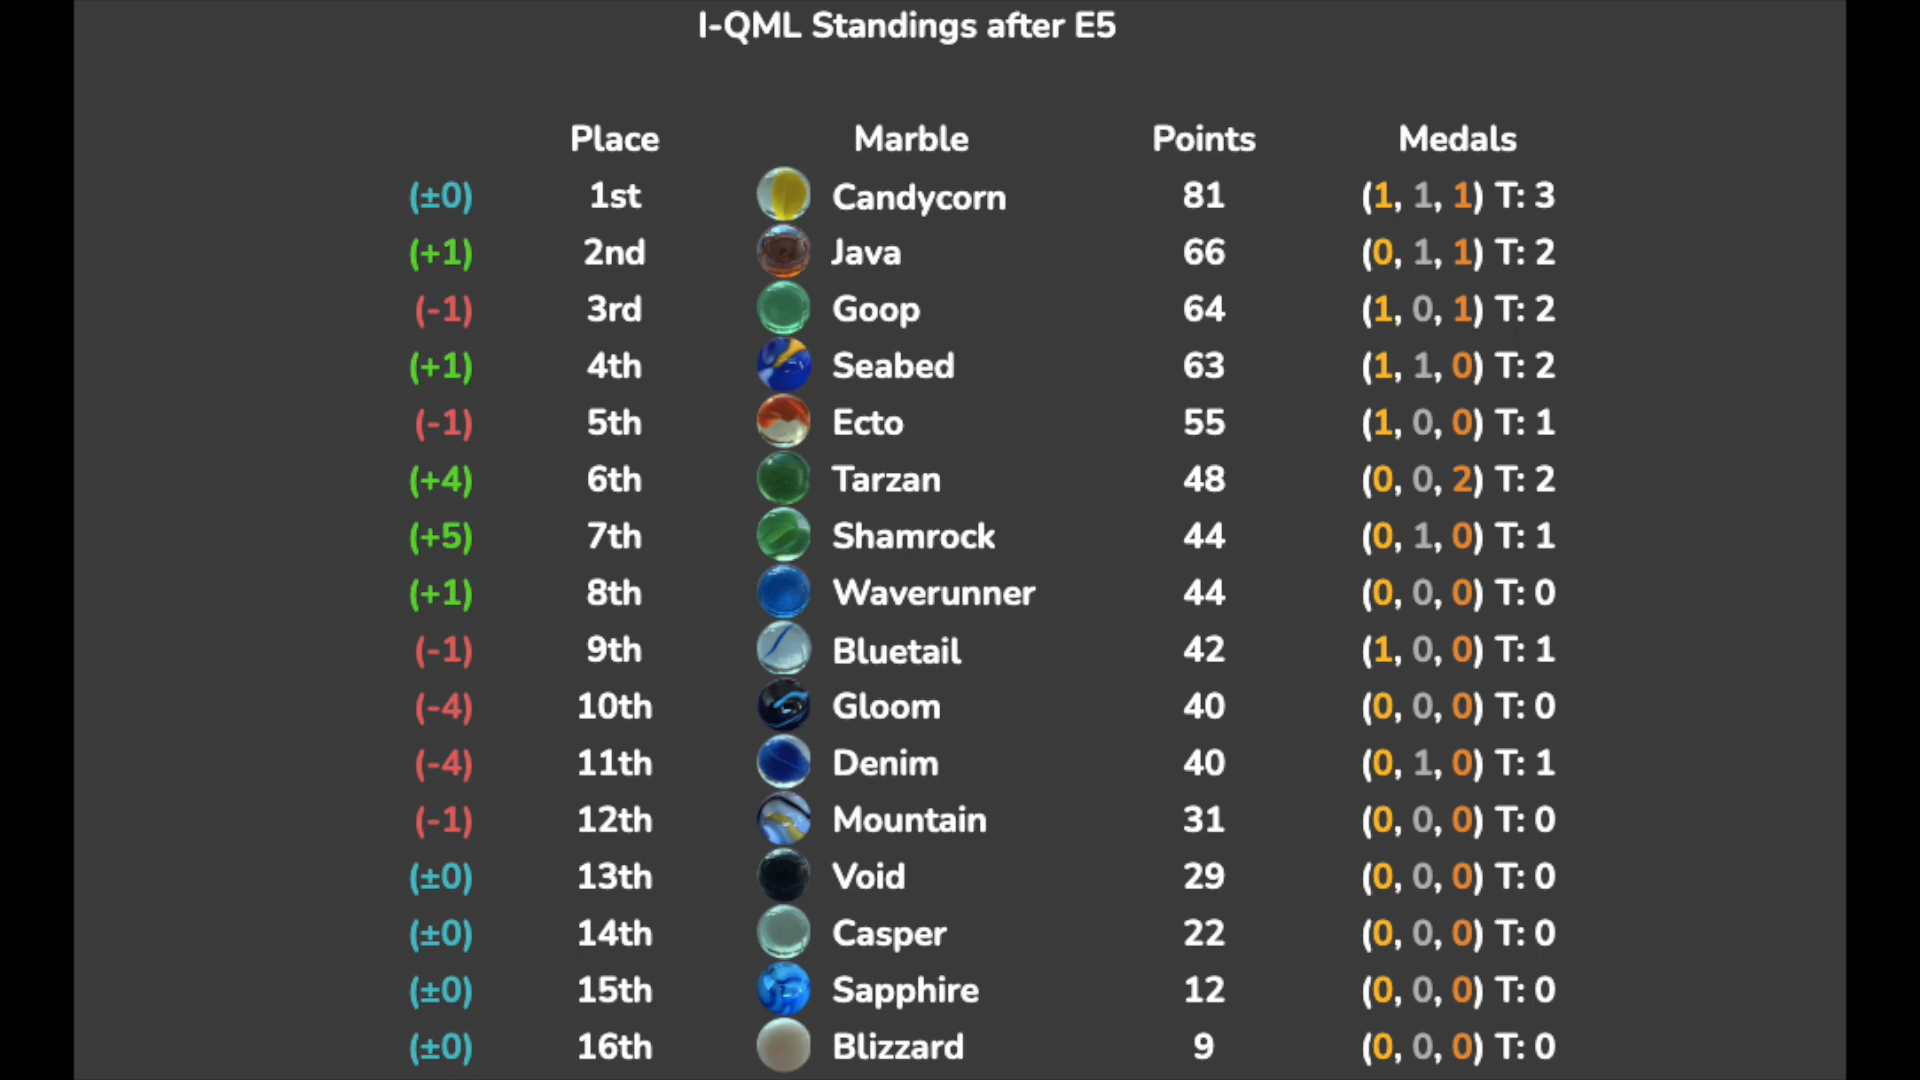 I-QML Standings after E5
Place Marble Points Medals
(±0) 1st Candycorn 81 (1, 1, 1) T: 3
(+1) 2nd Java 66 (0, 1, 1) T: 2
(-1) 3rd Goop 64 (1, 0, 1) T: 2
(+1) 4th Seabed 63 (1, 1, 0) T: 2
(-1) 5th Ecto 55 (1, 0, 0) T: 1
(+4) 6th Tarzan 48 (0, 0, 2) T: 2
(+5) 7th Shamrock 44 (0, 1, 0) T: 1
(+1) 8th Waverunner 44 (0, 0, 0) T: 0
(-1) 9th Bluetail 42 (1, 0, 0) T: 1
(-4) 10th Gloom 40 (0, 0, 0) T: 0
(-4) 11th Denim 40 (0, 1, 0) T: 1
(-1) 12th Mountain 31 (0, 0, 0) T: 0
(±0) 13th Void 29 (0, 0, 0) T: 0
(±0) 14th Casper 22 (0, 0, 0) T: 0
(±0) 15th Sapphire 12 (0, 0, 0) T: 0
(±0) 16th Blizzard 9 (0, 0, 0) T: 0